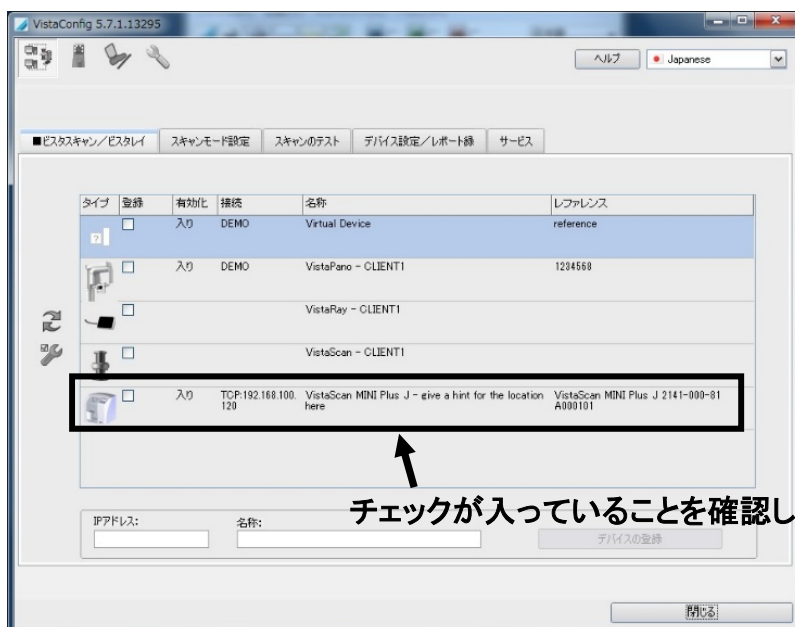 VistaConfig 5.7.1.13295
ヘルプ
Japanese
■ビスタスキャン／ビスタレイ
スキャンモード設定
スキャンのテスト
デバイス設定／レポート録
サービス
タイプ 登録 有効化 接続 名称 レファレンス
入り DEMO Virtual Device reference
入り DEMO VistaPano - CLIENT1 1234568
VistaRay - CLIENT1
VistaScan - CLIENT1
入り TCP:192.168.100. VistaScan MINI Plus J - give a hint for the location VistaScan MINI Plus J 2141-000-81
120 here A000101
チェックが入っていることを確認し
IPアドレス: 名称:
デバイスの登録
閉じる